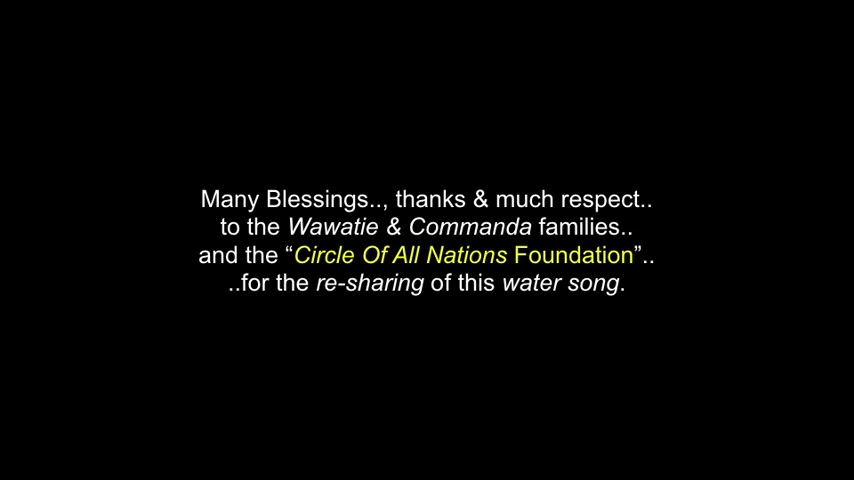 Many Blessings.., thanks & much respect..
to the Wawatie & Commanda families..
and the “Circle Of All Nations Foundation”..
..for the re-sharing of this water song.